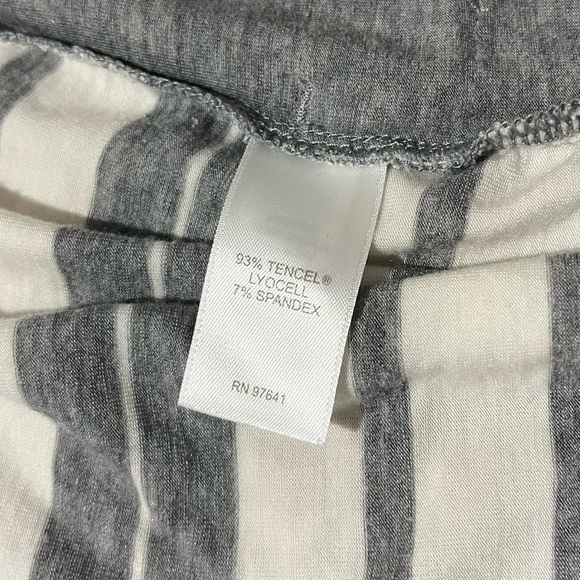 93% TENCEL®
LYOCELL
7% SPANDEX
RN 97641